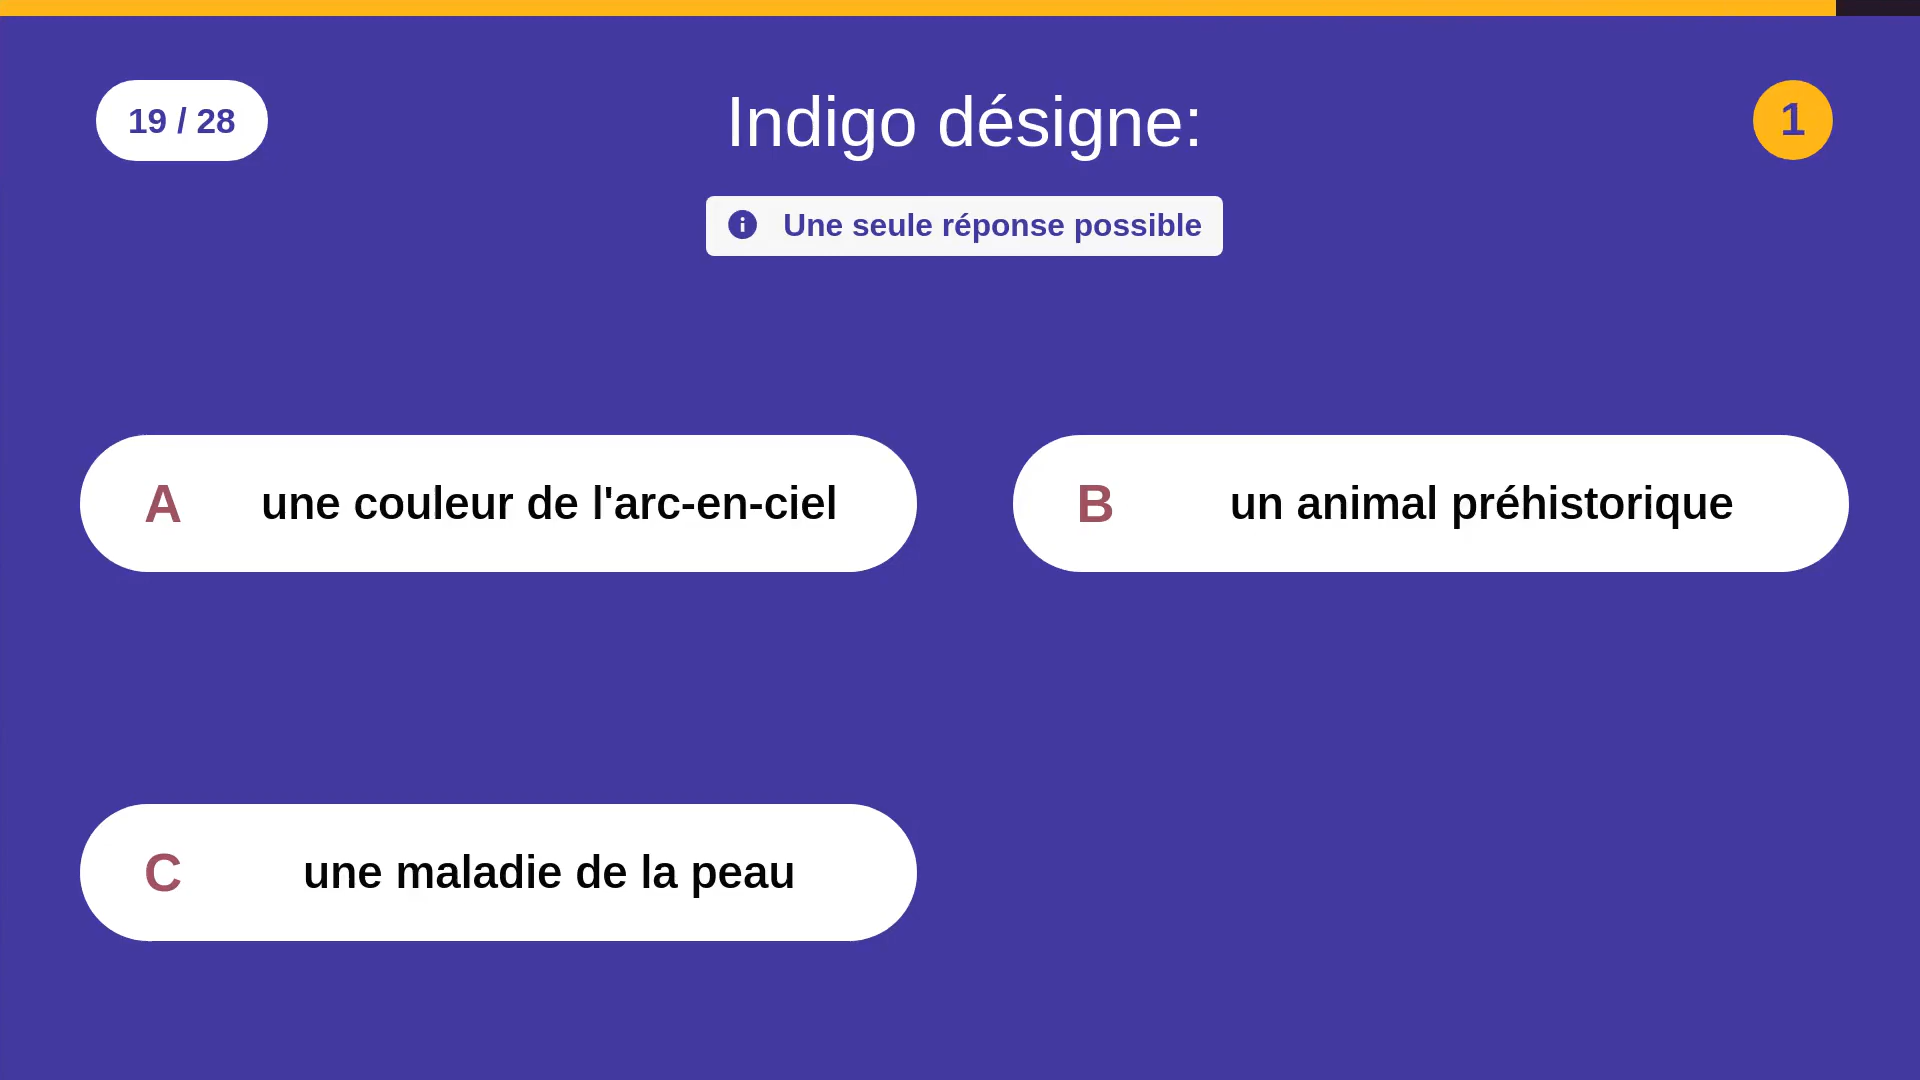 19 / 28
Indigo désigne:
1
Une seule réponse possible
A une couleur de l'arc-en-ciel
B un animal préhistorique
C une maladie de la peau